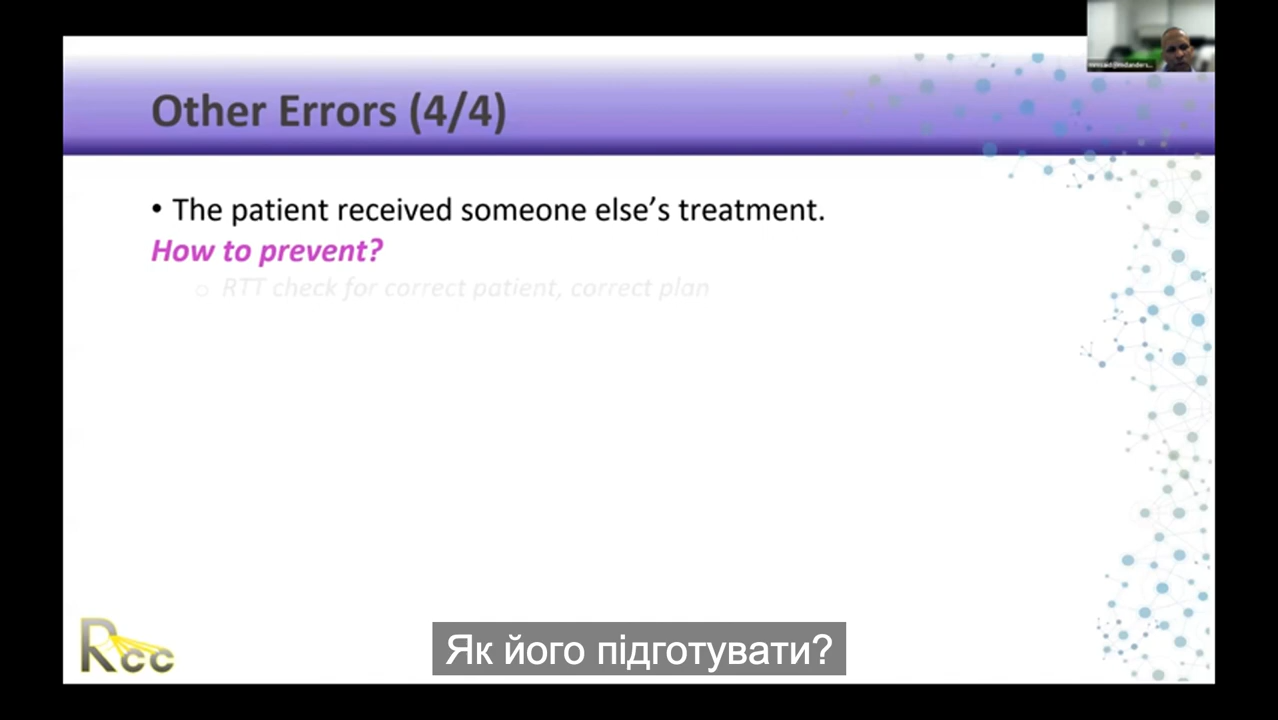 Other Errors (4/4)
• The patient received someone else's treatment.
How to prevent?
o RTT check for correct patient, correct plan
Rcc
Як його підготувати?